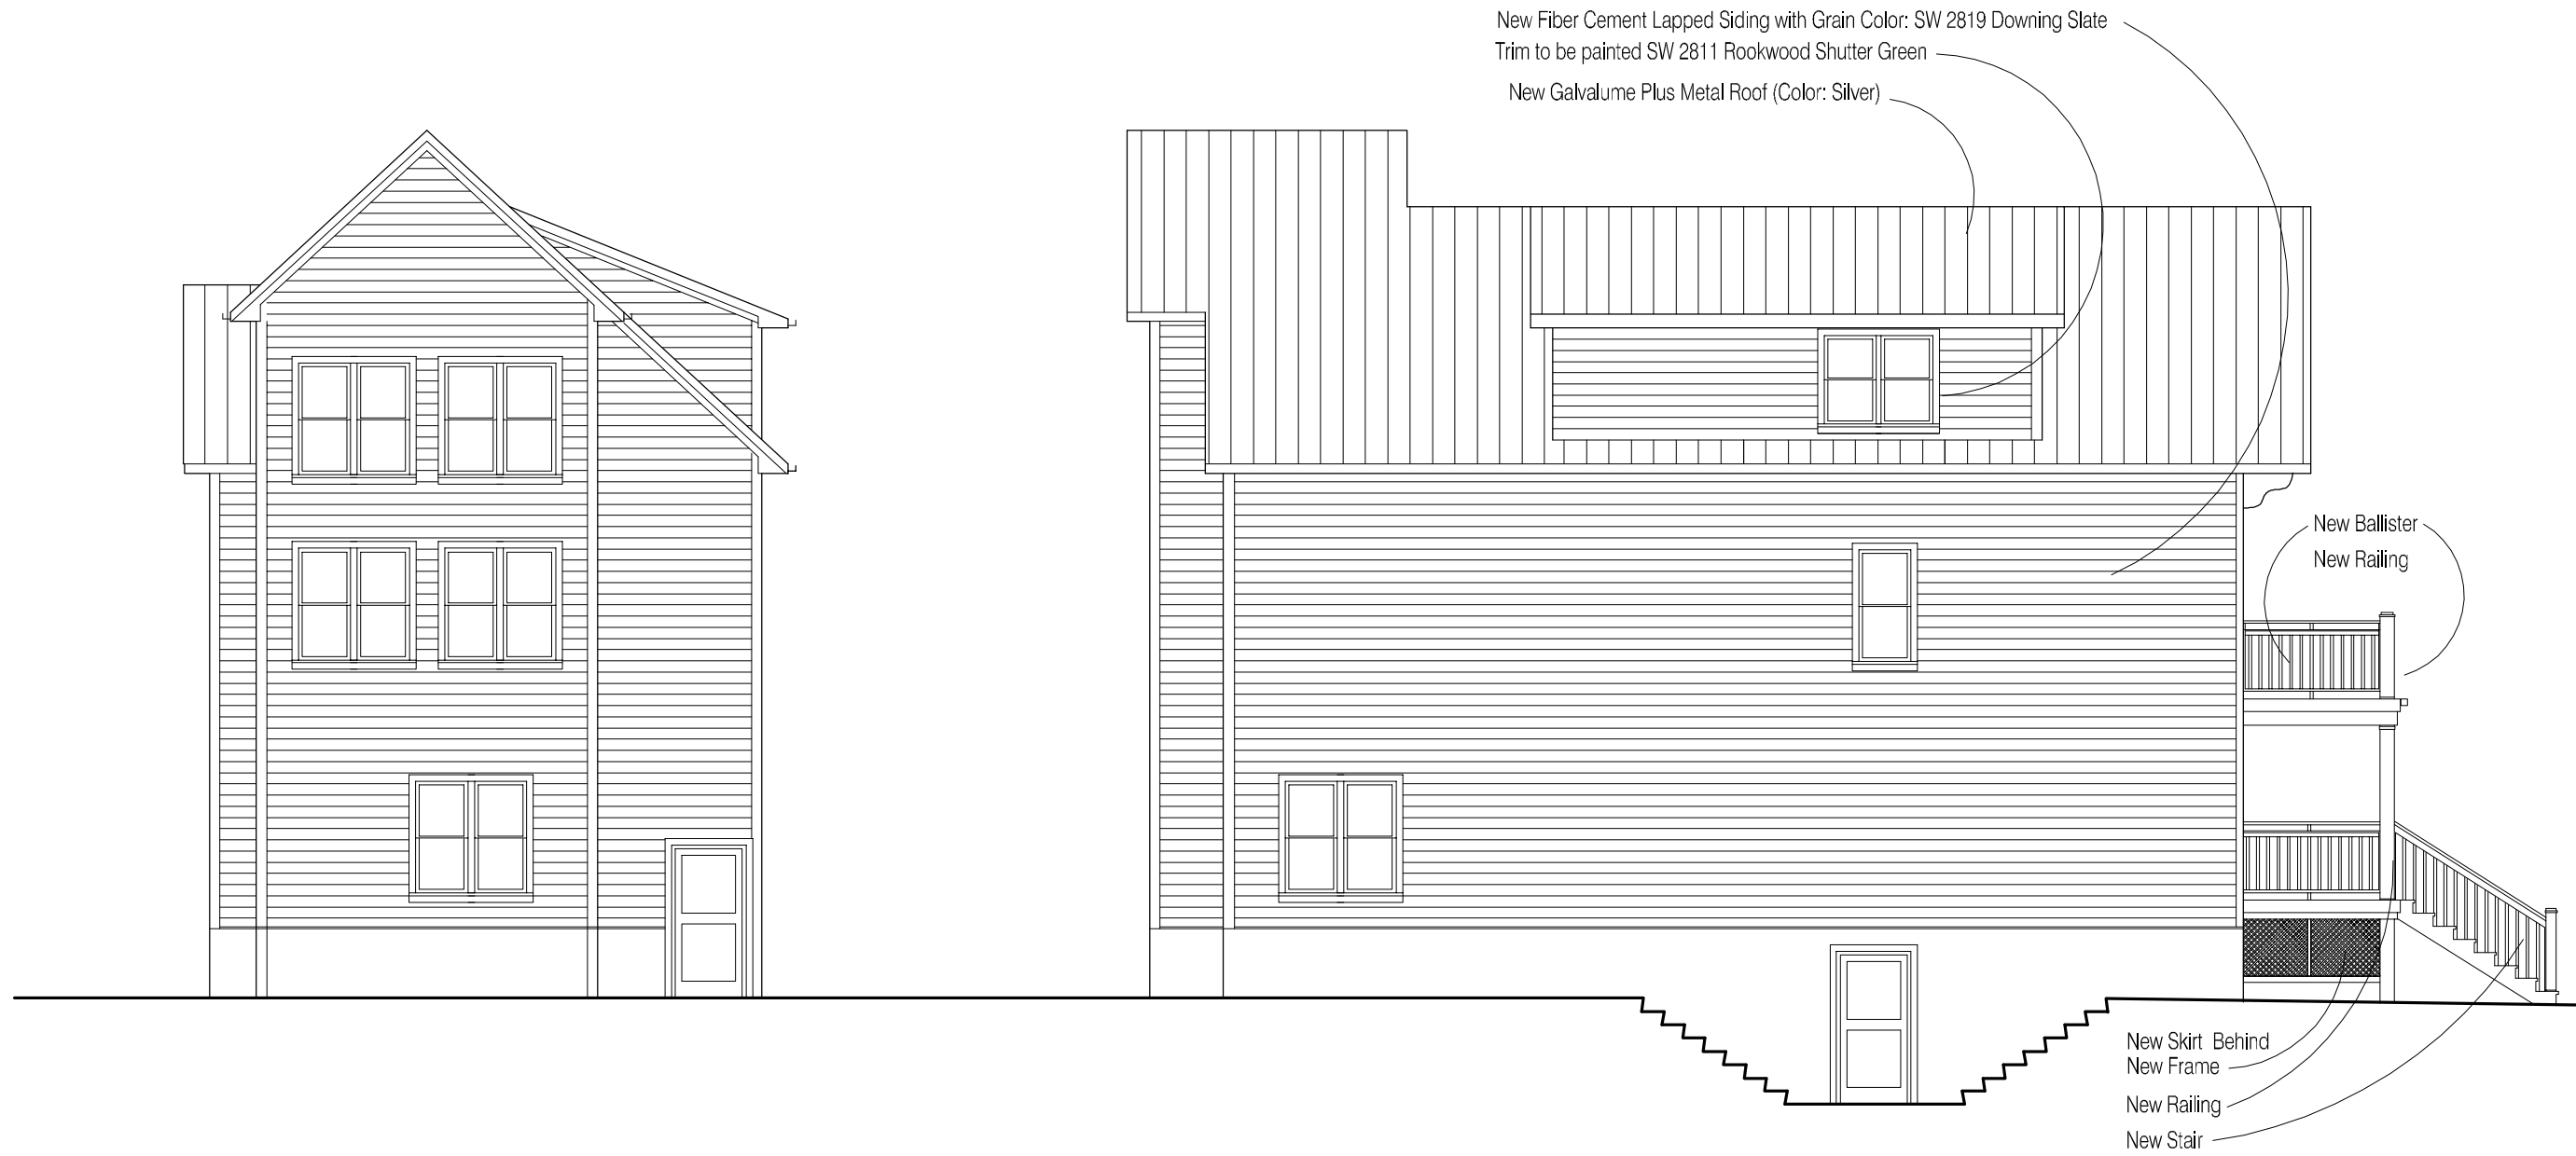 New Fiber Cement Lapped Siding with Grain Color: SW 2819 Downing Slate
Trim to be painted SW 2811 Rookwood Shutter Green
New Galvalume Plus Metal Roof (Color: Silver)
New Ballister
New Railing
New Skirt Behind
New Frame
New Railing
New Stair